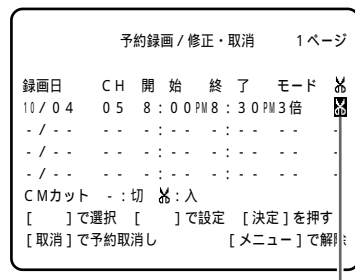 予約録画/修正・取消 1ページ
録画日 CH 開始 終了 モード ✂
10/04 05 8:00PM 8:30PM 3倍 ✂
-/-- -- -:-- -:-- - -
-/-- -- -:-- -:-- - -
-/-- -- -:-- -:-- - -
CMカット -:切 ✂:入
[ ]で選択 [ ]で設定 [決定]を押す
[取消]で予約取消し [メニュー]で解除